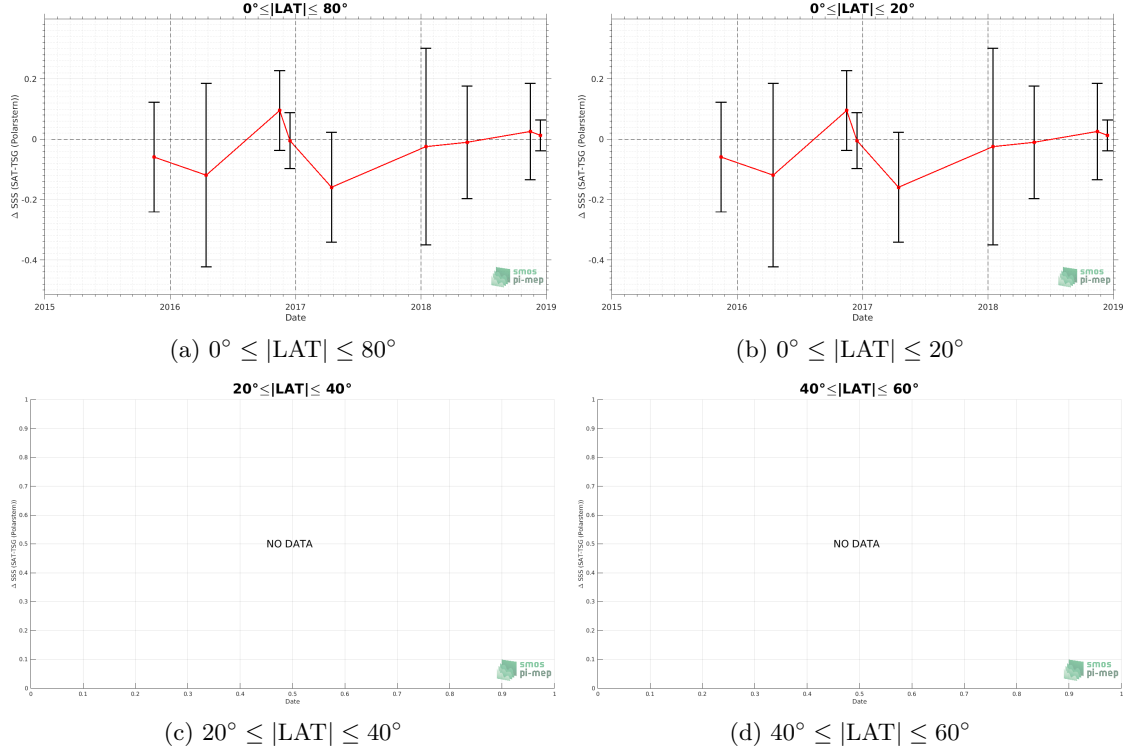 0°≤|LAT|≤ 80°
Δ SSS (SAT-TSG (Polarstern))
0.2
0
-0.2
-0.4
2015 2016 2017 2018 2019
Date
smos
pi-mep
(a) 0° ≤ |LAT| ≤ 80°
0°≤|LAT|≤ 20°
Δ SSS (SAT-TSG (Polarstern))
0.2
0
-0.2
-0.4
2015 2016 2017 2018 2019
Date
smos
pi-mep
(b) 0° ≤ |LAT| ≤ 20°
20°≤|LAT|≤ 40°
Δ SSS (SAT-TSG (Polarstern))
1
0.9
0.8
0.7
0.6
0.5
0.4
0.3
0.2
0.1
0
NO DATA
0 0.1 0.2 0.3 0.4 0.5 0.6 0.7 0.8 0.9 1
Date
smos
pi-mep
(c) 20° ≤ |LAT| ≤ 40°
40°≤|LAT|≤ 60°
Δ SSS (SAT-TSG (Polarstern))
1
0.9
0.8
0.7
0.6
0.5
0.4
0.3
0.2
0.1
0
NO DATA
0 0.1 0.2 0.3 0.4 0.5 0.6 0.7 0.8 0.9 1
Date
smos
pi-mep
(d) 40° ≤ |LAT| ≤ 60°